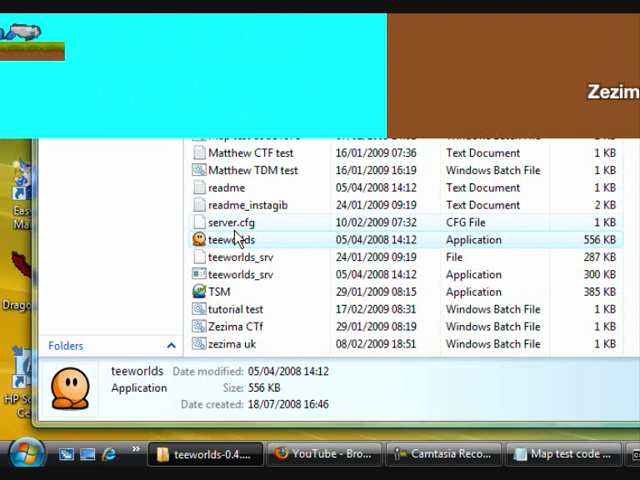 Zezim
Matthew CTF test 16/01/2009 07:36 Text Document 1 KB
Matthew TDM test 16/01/2009 16:19 Windows Batch File 1 KB
readme 05/04/2008 14:12 Text Document 1 KB
readme_instagib 24/01/2009 09:19 Text Document 2 KB
server.cfg 10/02/2009 07:32 CFG File 1 KB
teeworlds 05/04/2008 14:12 Application 556 KB
teeworlds_srv 24/01/2009 09:19 File 287 KB
teeworlds_srv 05/04/2008 14:12 Application 300 KB
TSM 29/01/2009 08:15 Application 385 KB
tutorial test 17/02/2009 08:31 Windows Batch File 1 KB
Zezima CTf 29/01/2009 08:19 Windows Batch File 1 KB
zezima uk 08/02/2009 18:51 Windows Batch File 1 KB
Eas
Ma
Drago
HP S
Ce
Folders
teeworlds Date modified: 05/04/2008 14:12
Application Size: 556 KB
Date created: 18/07/2008 16:46
teeworlds-0.4.... YouTube - Bro... Camtasia Reco... Map test code ...